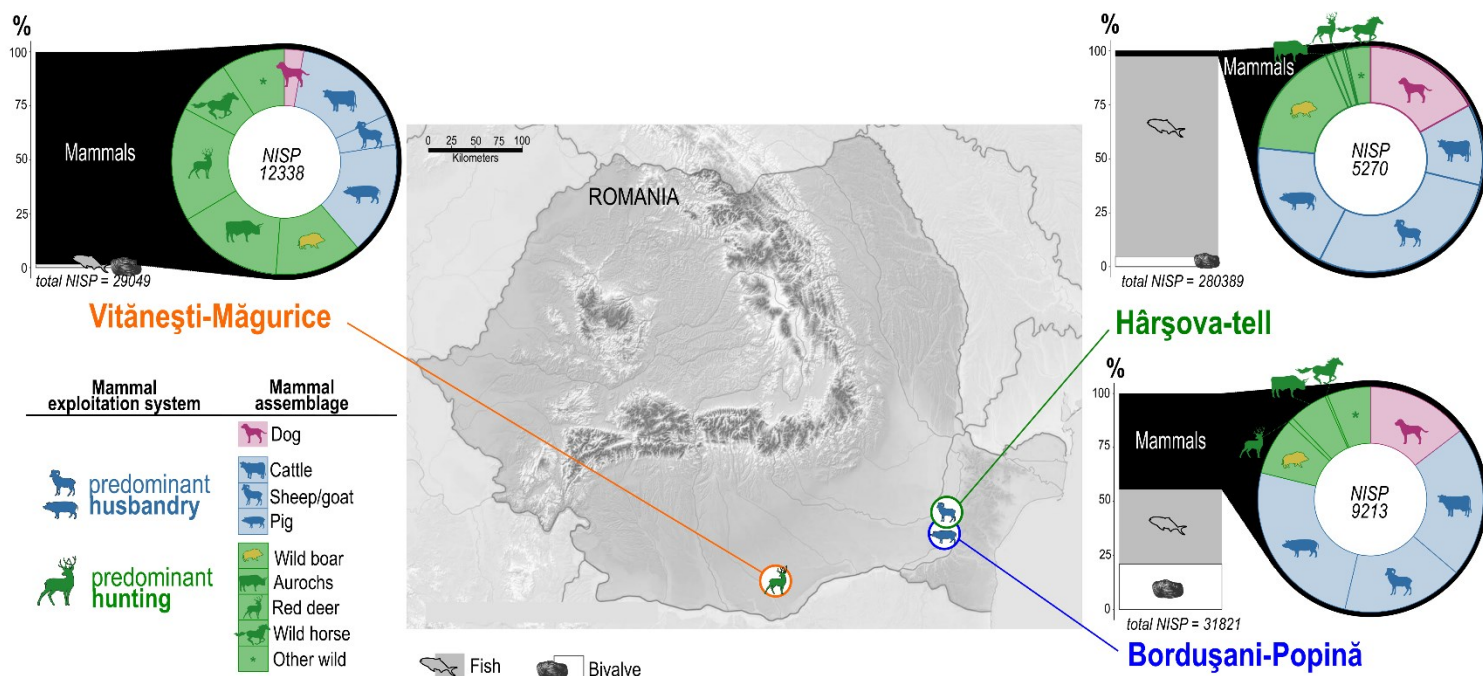 %
100
75
50
25
0
Mammals
NISP
12338
*
total NISP = 29049
Vităneşti-Măgurice
0 25 50 75 100
Kilometers
ROMANIA
%
100
75
50
25
0
Mammals
NISP
5270
*
total NISP = 280389
Hârşova-tell
%
100
75
50
25
0
Mammals
NISP
9213
*
total NISP = 31821
Borduşani-Popină
Mammal
exploitation system
Mammal
assemblage
predominant
husbandry
predominant
hunting
Dog
Cattle
Sheep/goat
Pig
Wild boar
Aurochs
Red deer
Wild horse
* Other wild
Fish
Bivalve